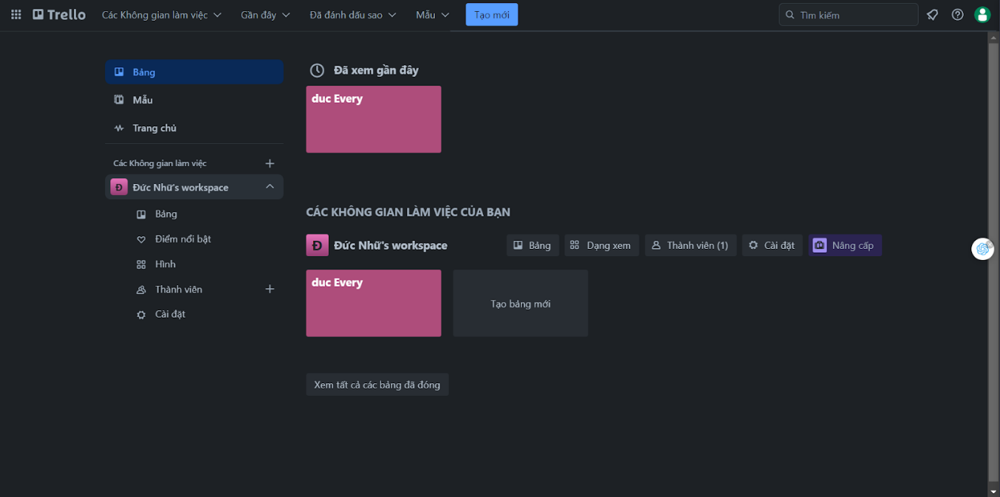 Trello Các Không gian làm việc Gần đây Đã đánh dấu sao Mẫu Tạo mới Tìm kiếm
Bảng
Mẫu
Trang chủ
Các Không gian làm việc
Đ Đức Nhữ's workspace
Bảng
Điểm nổi bật
Hình
Thành viên
Cài đặt
Đã xem gần đây
duc Every
CÁC KHÔNG GIAN LÀM VIỆC CỦA BẠN
Đ Đức Nhữ's workspace Bảng Dạng xem Thành viên (1) Cài đặt Nâng cấp
duc Every
Tạo bảng mới
Xem tất cả các bảng đã đóng